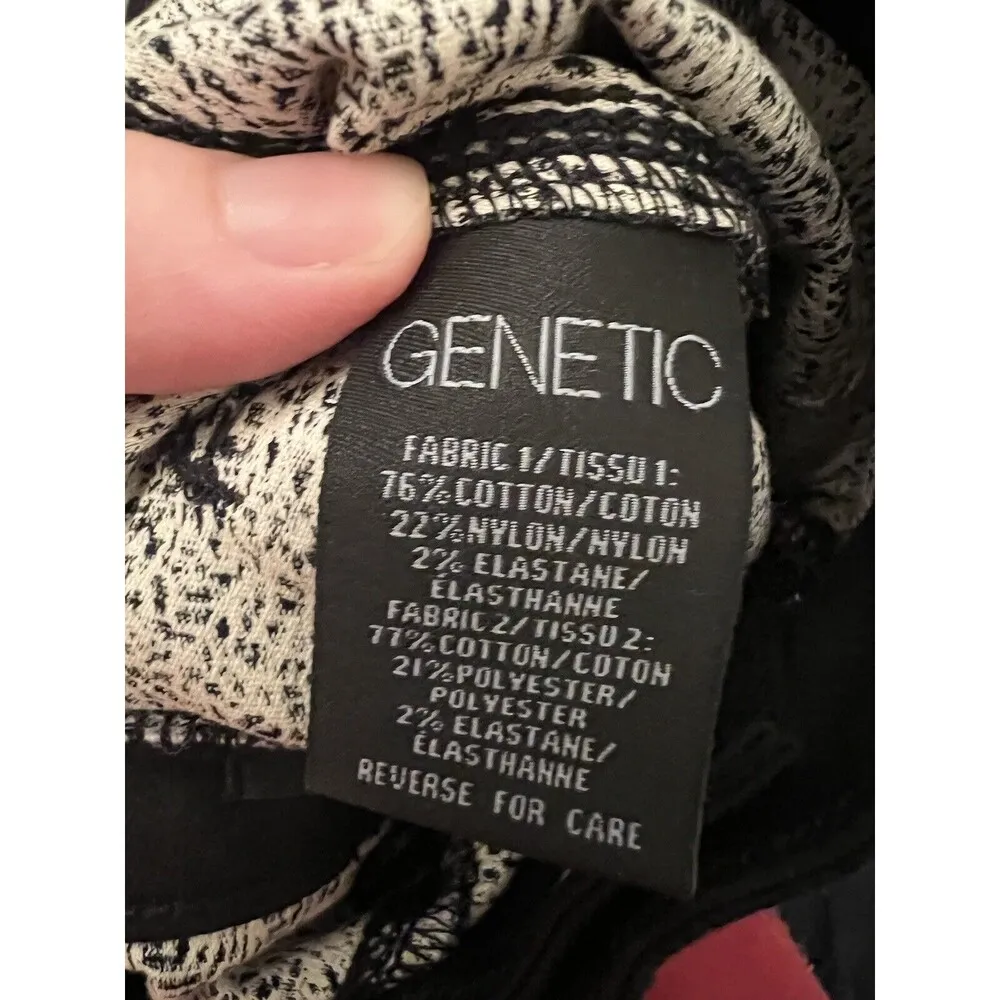 GENETIC
FABRIC 1/TISSU 1:
76%COTTON/COTON
22%NYLON/NYLON
2% ELASTANE/
ÉLASTHANNE
FABRIC 2/TISSU 2:
77%COTTON/COTON
21%POLYESTER/
POLYESTER
2% ELASTANE/
ÉLASTHANNE
REVERSE FOR CARE